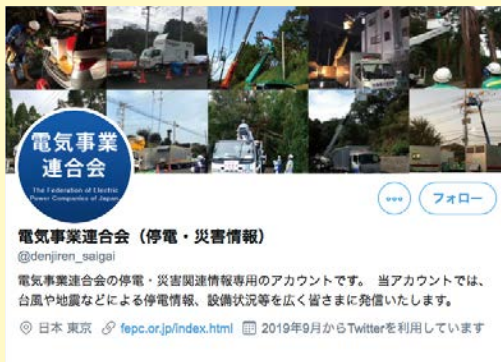 電気事業
連合会
The Federation of Electric
Power Companies of Japan
フォロー
電気事業連合会（停電・災害情報）
@denjiren_saigai
電気事業連合会の停電・災害関連情報専用のアカウントです。 当アカウントでは、
台風や地震などによる停電情報、設備状況等を広く皆さまに発信いたします。
日本 東京 fepc.or.jp/index.html 2019年9月からTwitterを利用しています